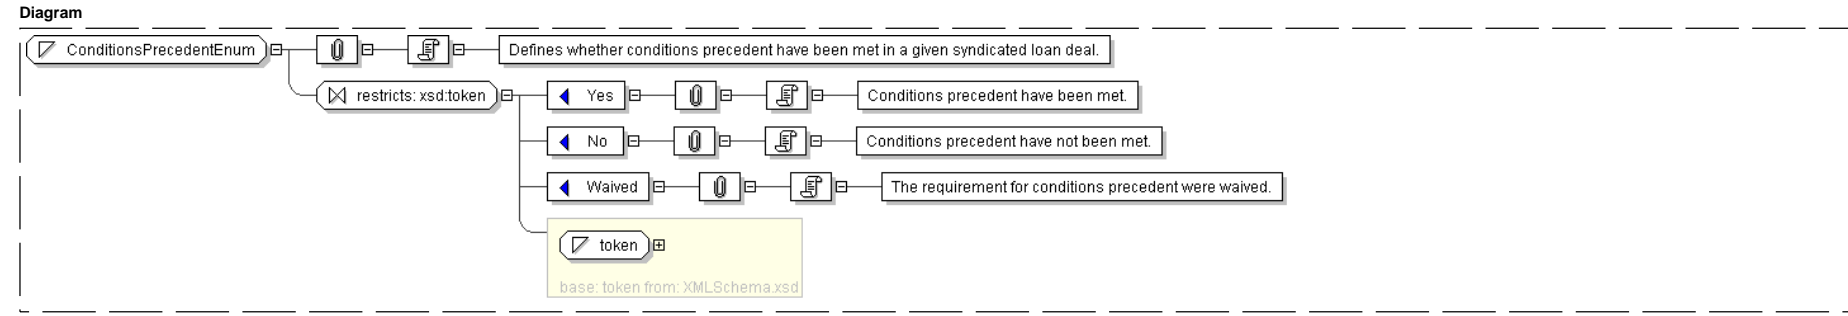 Diagram
ConditionsPrecedentEnum
Defines whether conditions precedent have been met in a given syndicated loan deal.
restricts: xsd:token
Yes
Conditions precedent have been met.
No
Conditions precedent have not been met.
Waived
The requirement for conditions precedent were waived.
token
base: token from: XMLSchema.xsd